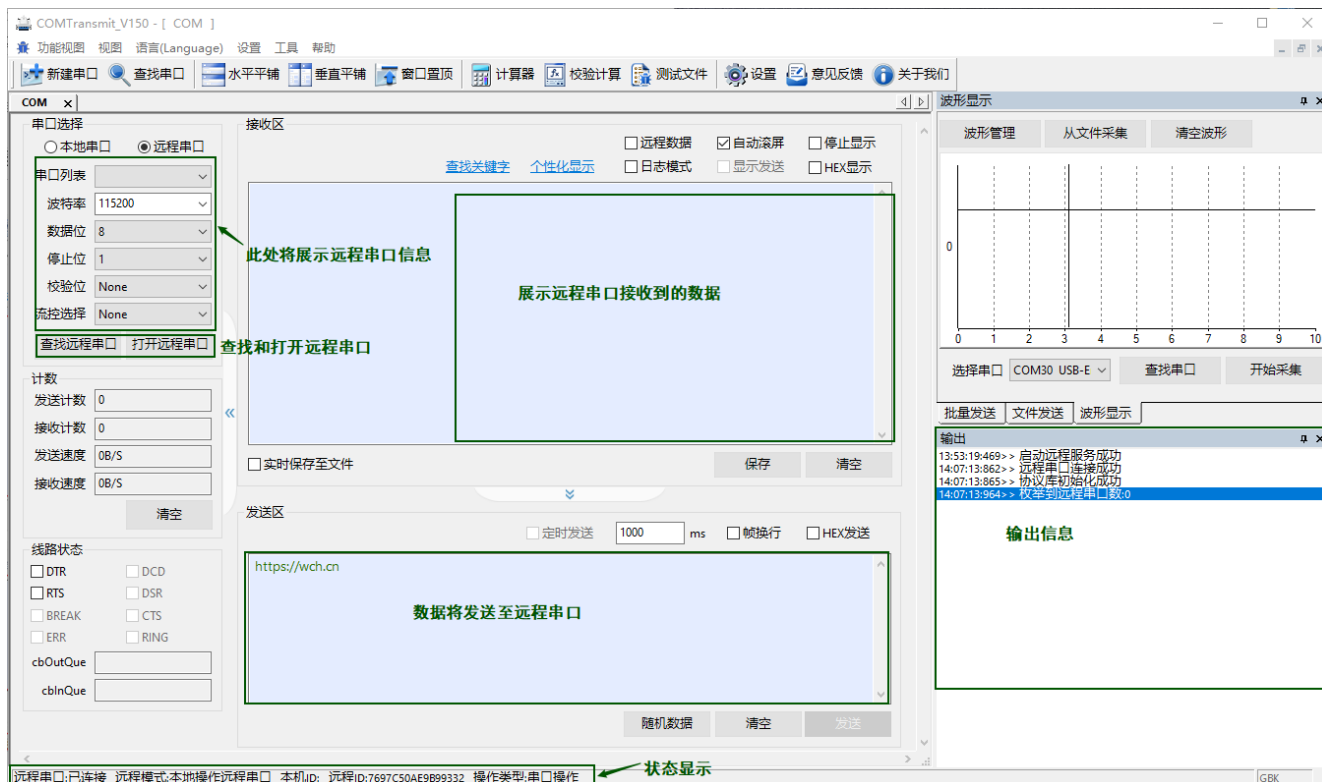 COMTransmit_V150 - [ COM ]
功能视图 视图 语言(Language) 设置 工具 帮助
新建串口 查找串口 水平平铺 垂直平铺 窗口置顶 计算器 校验计算 测试文件 设置 意见反馈 关于我们
COM x
串口选择
本地串口 远程串口
串口列表
波特率 115200
数据位 8
停止位 1
校验位 None
流控选择 None
查找远程串口 打开远程串口
此处将展示远程串口信息
查找和打开远程串口
计数
发送计数 0
接收计数 0
发送速度 0B/S
接收速度 0B/S
清空
线路状态
DTR DCD
RTS DSR
BREAK CTS
ERR RING
cbOutQue
cbInQue
接收区
远程数据 自动滚屏 停止显示
查找关键字 个性化显示 日志模式 显示发送 HEX显示
展示远程串口接收到的数据
实时保存至文件 保存 清空
发送区
定时发送 1000 ms 帧换行 HEX发送
https://wch.cn
数据将发送至远程串口
随机数据 清空 发送
波形显示
波形管理 从文件采集 清空波形
0
0 1 2 3 4 5 6 7 8 9 10
选择串口 COM30 USB-E 查找串口 开始采集
批量发送 文件发送 波形显示
输出
13:53:19:469>> 启动远程服务成功
14:07:13:862>> 远程串口连接成功
14:07:13:865>> 协议库初始化成功
14:07:13:964>> 枚举到远程串口数:0
输出信息
远程串口:已连接 远程模式:本地操作远程串口 本机ID: 远程ID:7697C50AE9B99332 操作类型:串口操作
状态显示
GBK